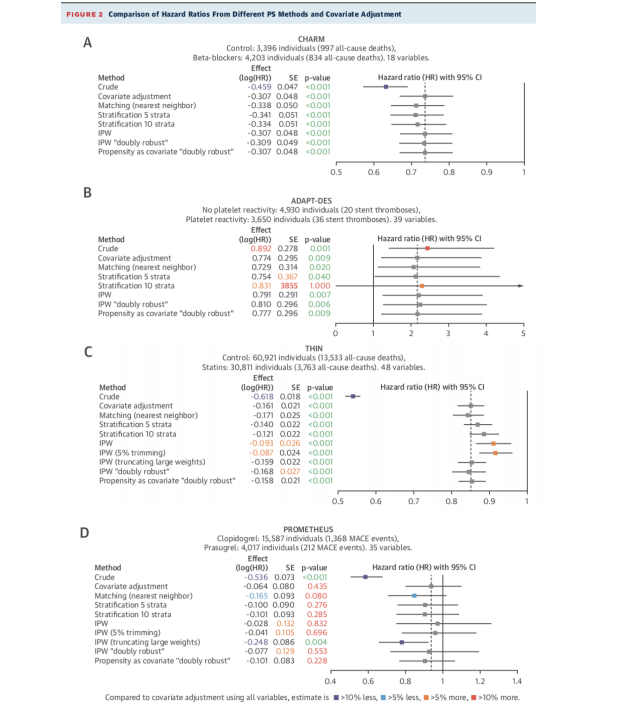 FIGURE 2 Comparison of Hazard Ratios From Different PS Methods and Covariate Adjustment
A
CHARM
Control: 3,396 individuals (997 all-cause deaths),
Beta-blockers: 4,203 individuals (834 all-cause deaths). 18 variables.
Effect
Method (log(HR)) SE p-value Hazard ratio (HR) with 95% CI
Crude -0.459 0.047 <0.001
Covariate adjustment -0.307 0.048 <0.001
Matching (nearest neighbor) -0.338 0.050 <0.001
Stratification 5 strata -0.341 0.051 <0.001
Stratification 10 strata -0.334 0.051 <0.001
IPW -0.307 0.048 <0.001
IPW "doubly robust" -0.309 0.049 <0.001
Propensity as covariate "doubly robust" -0.307 0.048 <0.001
0.5 0.6 0.7 0.8 0.9 1
B
ADAPT-DES
No platelet reactivity: 4,930 individuals (20 stent thromboses),
Platelet reactivity: 3,650 individuals (36 stent thromboses). 39 variables.
Effect
Method (log(HR)) SE p-value Hazard ratio (HR) with 95% CI
Crude 0.892 0.278 0.001
Covariate adjustment 0.774 0.295 0.009
Matching (nearest neighbor) 0.729 0.314 0.020
Stratification 5 strata 0.754 0.367 0.040
Stratification 10 strata 0.831 3855 1.000
IPW 0.791 0.291 0.007
IPW "doubly robust" 0.810 0.296 0.006
Propensity as covariate "doubly robust" 0.777 0.296 0.009
0 1 2 3 4 5
C
THIN
Control: 60,921 individuals (13,533 all-cause deaths),
Statins: 30,811 individuals (3,763 all-cause deaths). 48 variables.
Effect
Method (log(HR)) SE p-value Hazard ratio (HR) with 95% CI
Crude -0.618 0.018 <0.001
Covariate adjustment -0.161 0.021 <0.001
Matching (nearest neighbor) -0.171 0.025 <0.001
Stratification 5 strata -0.140 0.022 <0.001
Stratification 10 strata -0.121 0.022 <0.001
IPW -0.093 0.026 <0.001
IPW (5% trimming) -0.087 0.024 <0.001
IPW (truncating large weights) -0.159 0.022 <0.001
IPW "doubly robust" -0.168 0.027 <0.001
Propensity as covariate "doubly robust" -0.158 0.021 <0.001
0.5 0.6 0.7 0.8 0.9 1
D
PROMETHEUS
Clopidogrel: 15,587 individuals (1,368 MACE events),
Prasugrel: 4,017 individuals (212 MACE events). 35 variables.
Effect
Method (log(HR)) SE p-value Hazard ratio (HR) with 95% CI
Crude -0.536 0.073 <0.001
Covariate adjustment -0.064 0.080 0.435
Matching (nearest neighbor) -0.165 0.093 0.080
Stratification 5 strata -0.100 0.090 0.276
Stratification 10 strata -0.101 0.093 0.285
IPW -0.028 0.132 0.832
IPW (5% trimming) -0.041 0.105 0.696
IPW (truncating large weights) -0.248 0.086 0.004
IPW "doubly robust" -0.077 0.129 0.553
Propensity as covariate "doubly robust" -0.101 0.083 0.228
0.4 0.6 0.8 1 1.2 1.4
Compared to covariate adjustment using all variables, estimate is >10% less, >5% less, >5% more, >10% more.